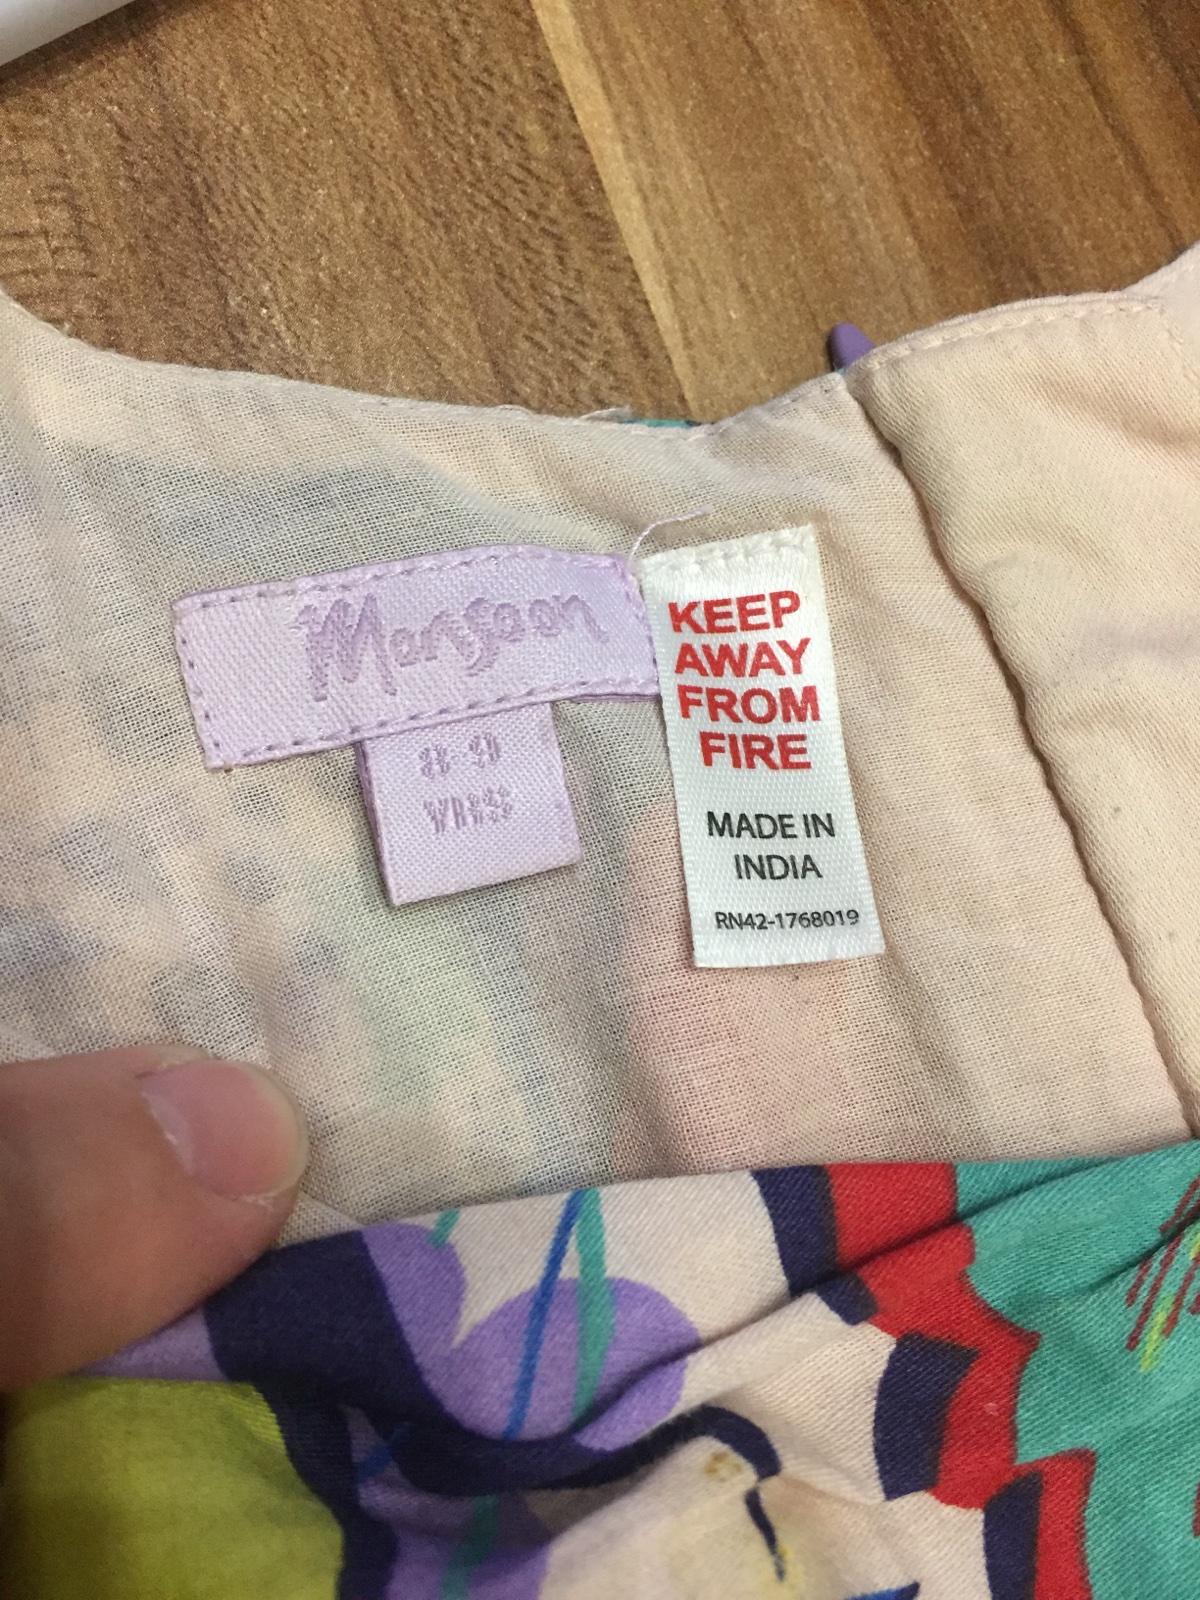 Monsoon
KEEP
AWAY
FROM
FIRE
MADE IN
INDIA
RN42-1768019